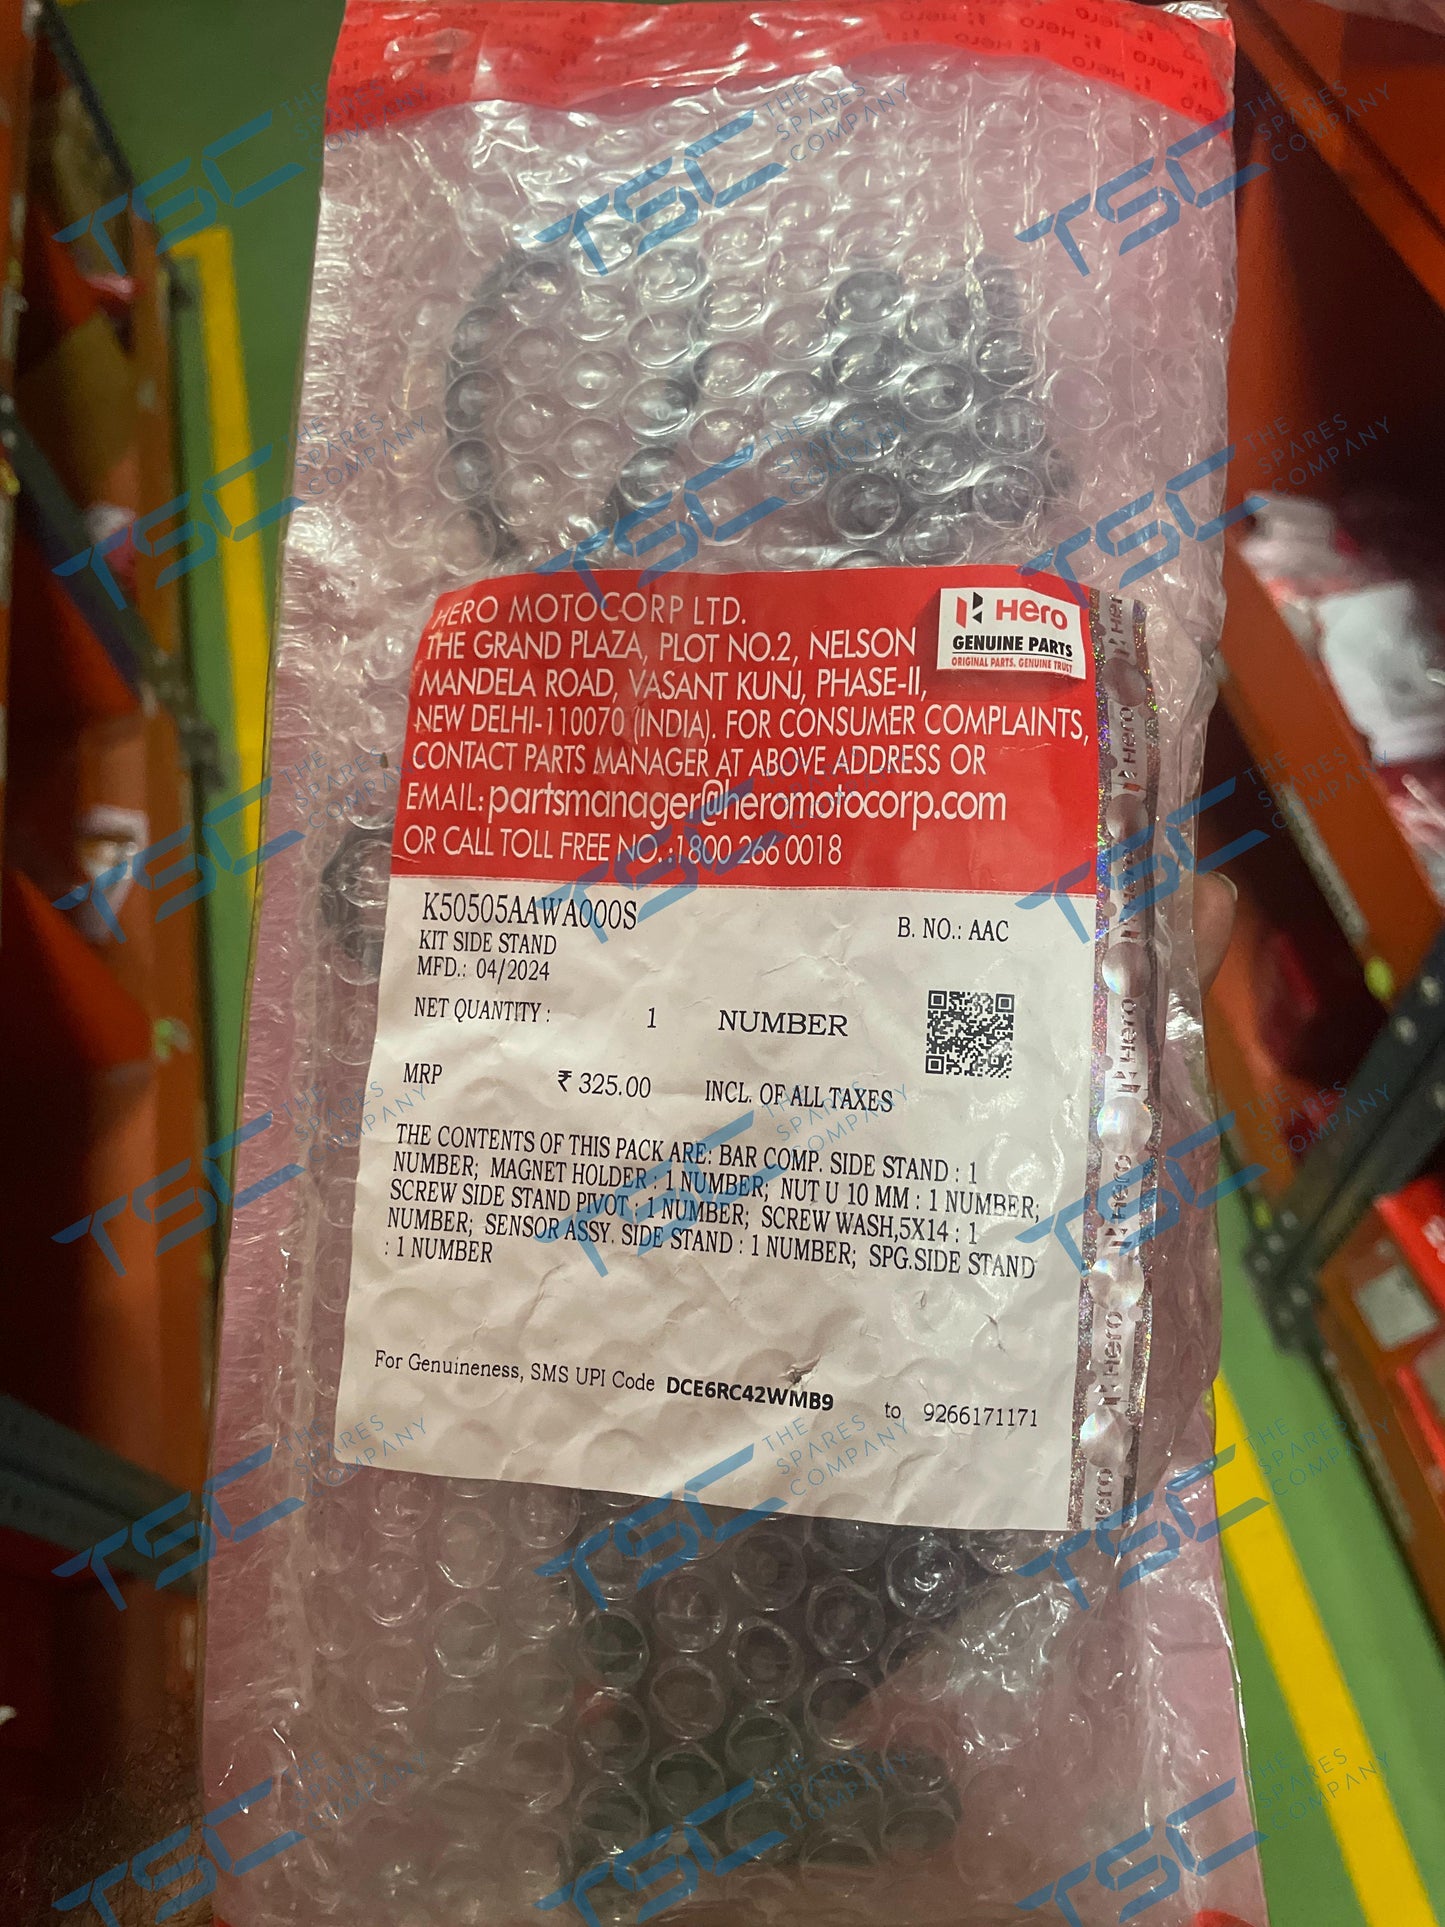 HERO MOTOCORP LTD.
THE GRAND PLAZA, PLOT NO.2, NELSON
MANDELA ROAD, VASANT KUNJ, PHASE-II,
NEW DELHI-110070 (INDIA). FOR CONSUMER COMPLAINTS,
CONTACT PARTS MANAGER AT ABOVE ADDRESS OR
EMAIL: partsmanager@heromotocorp.com
OR CALL TOLL FREE NO.:1800 266 0018
Hero
GENUINE PARTS
ORIGINAL PARTS. GENUINE TRUST
K50505AAWA000S
B. NO.: AAC
KIT SIDE STAND
MFD.: 04/2024
NET QUANTITY : 1 NUMBER
MRP ₹ 325.00 INCL. OF ALL TAXES
THE CONTENTS OF THIS PACK ARE: BAR COMP. SIDE STAND : 1
NUMBER; MAGNET HOLDER : 1 NUMBER; NUT U 10 MM : 1 NUMBER;
SCREW SIDE STAND PIVOT : 1 NUMBER; SCREW WASH,5X14 : 1
NUMBER; SENSOR ASSY. SIDE STAND : 1 NUMBER; SPG.SIDE STAND
: 1 NUMBER
For Genuineness, SMS UPI Code DCE6RC42WMB9 to 9266171171
TSC THE SPARES COMPANY